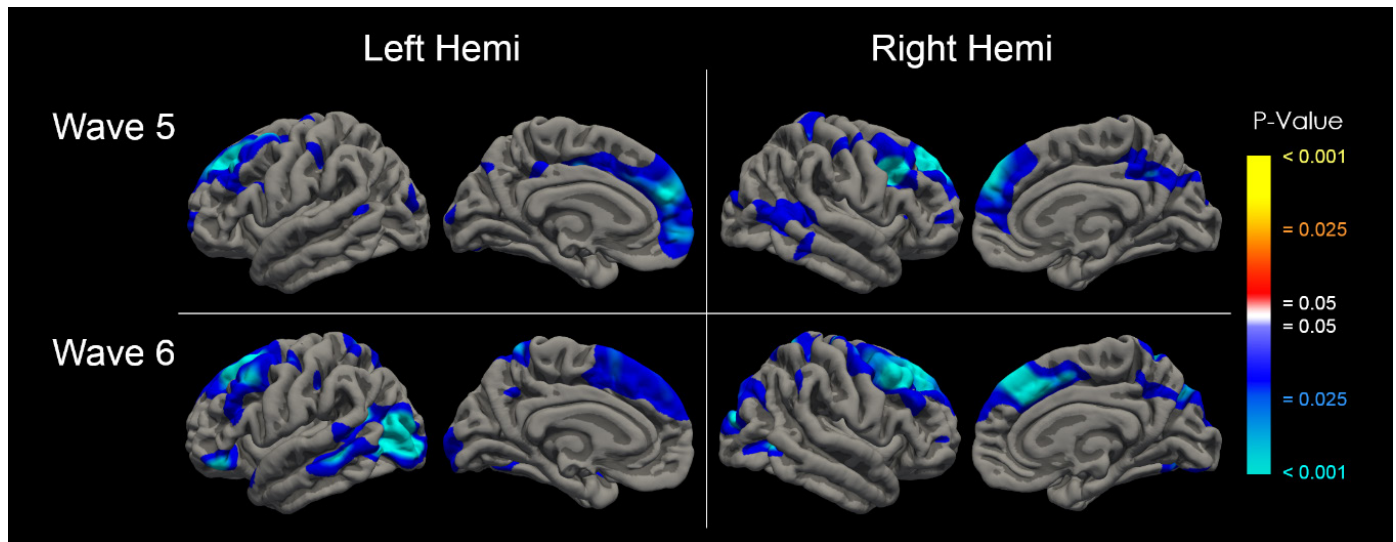 Left Hemi
Right Hemi
Wave 5
Wave 6
P-Value
< 0.001
= 0.025
= 0.05
= 0.05
= 0.025
< 0.001